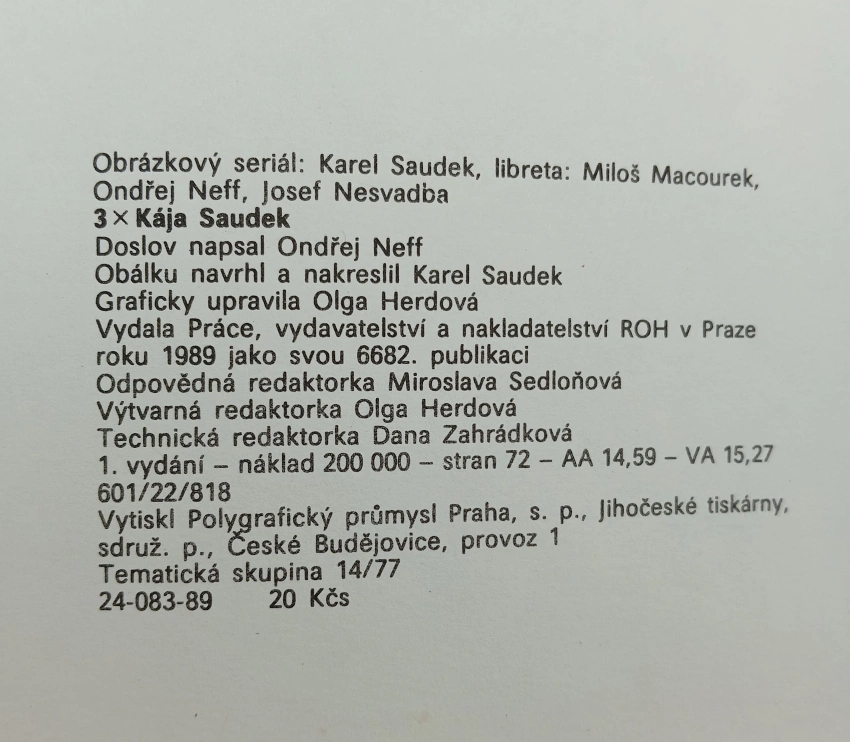 Obrázkový seriál: Karel Saudek, libreta: Miloš Macourek,
Ondřej Neff, Josef Nesvadba
3 × Kája Saudek
Doslov napsal Ondřej Neff
Obálku navrhl a nakreslil Karel Saudek
Graficky upravila Olga Herdová
Vydala Práce, vydavatelství a nakladatelství ROH v Praze
roku 1989 jako svou 6682. publikaci
Odpovědná redaktorka Miroslava Sedloňová
Výtvarná redaktorka Olga Herdová
Technická redaktorka Dana Zahrádková
1. vydání – náklad 200 000 – stran 72 – AA 14,59 – VA 15,27
601/22/818
Vytiskl Polygrafický průmysl Praha, s. p., Jihočeské tiskárny,
sdruž. p., České Budějovice, provoz 1
Tematická skupina 14/77
24-083-89 20 Kčs